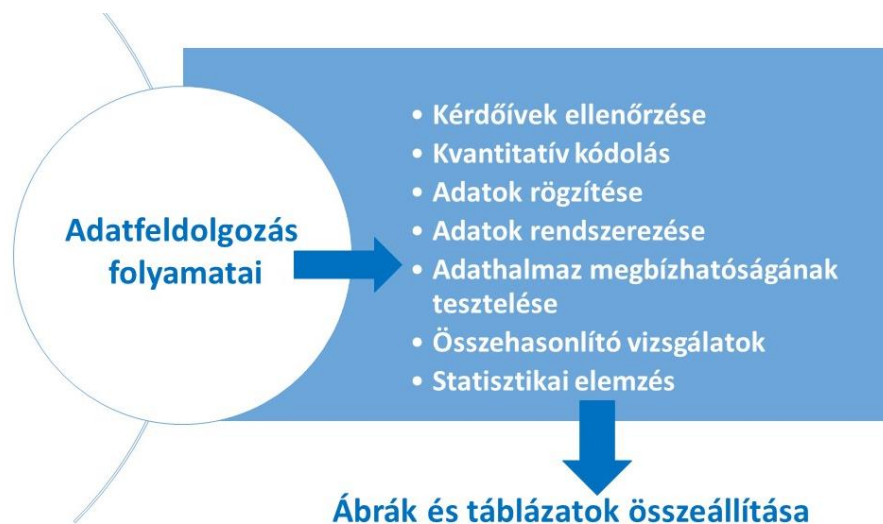 Adatfeldolgozás
folyamatai
• Kérdőívek ellenőrzése
• Kvantitatív kódolás
• Adatok rögzítése
• Adatok rendszerezése
• Adathalmaz megbízhatóságának
tesztelése
• Összehasonlító vizsgálatok
• Statisztikai elemzés
Ábrák és táblázatok összeállítása